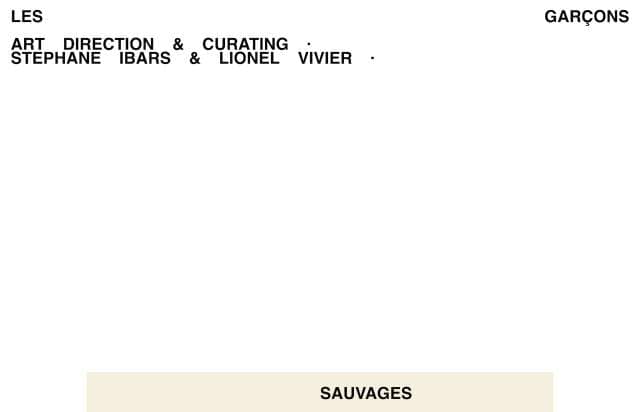 LES GARÇONS
ART DIRECTION & CURATING ·
STEPHANE IBARS & LIONEL VIVIER ·
SAUVAGES